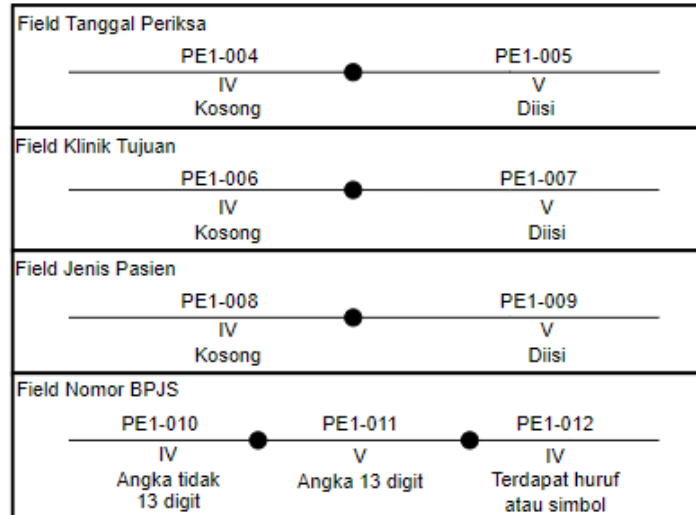 Field Tanggal Periksa
PE1-004 PE1-005
IV V
Kosong Diisi
Field Klinik Tujuan
PE1-006 PE1-007
IV V
Kosong Diisi
Field Jenis Pasien
PE1-008 PE1-009
IV V
Kosong Diisi
Field Nomor BPJS
PE1-010 PE1-011 PE1-012
IV V IV
Angka tidak Angka 13 digit Terdapat huruf
13 digit atau simbol